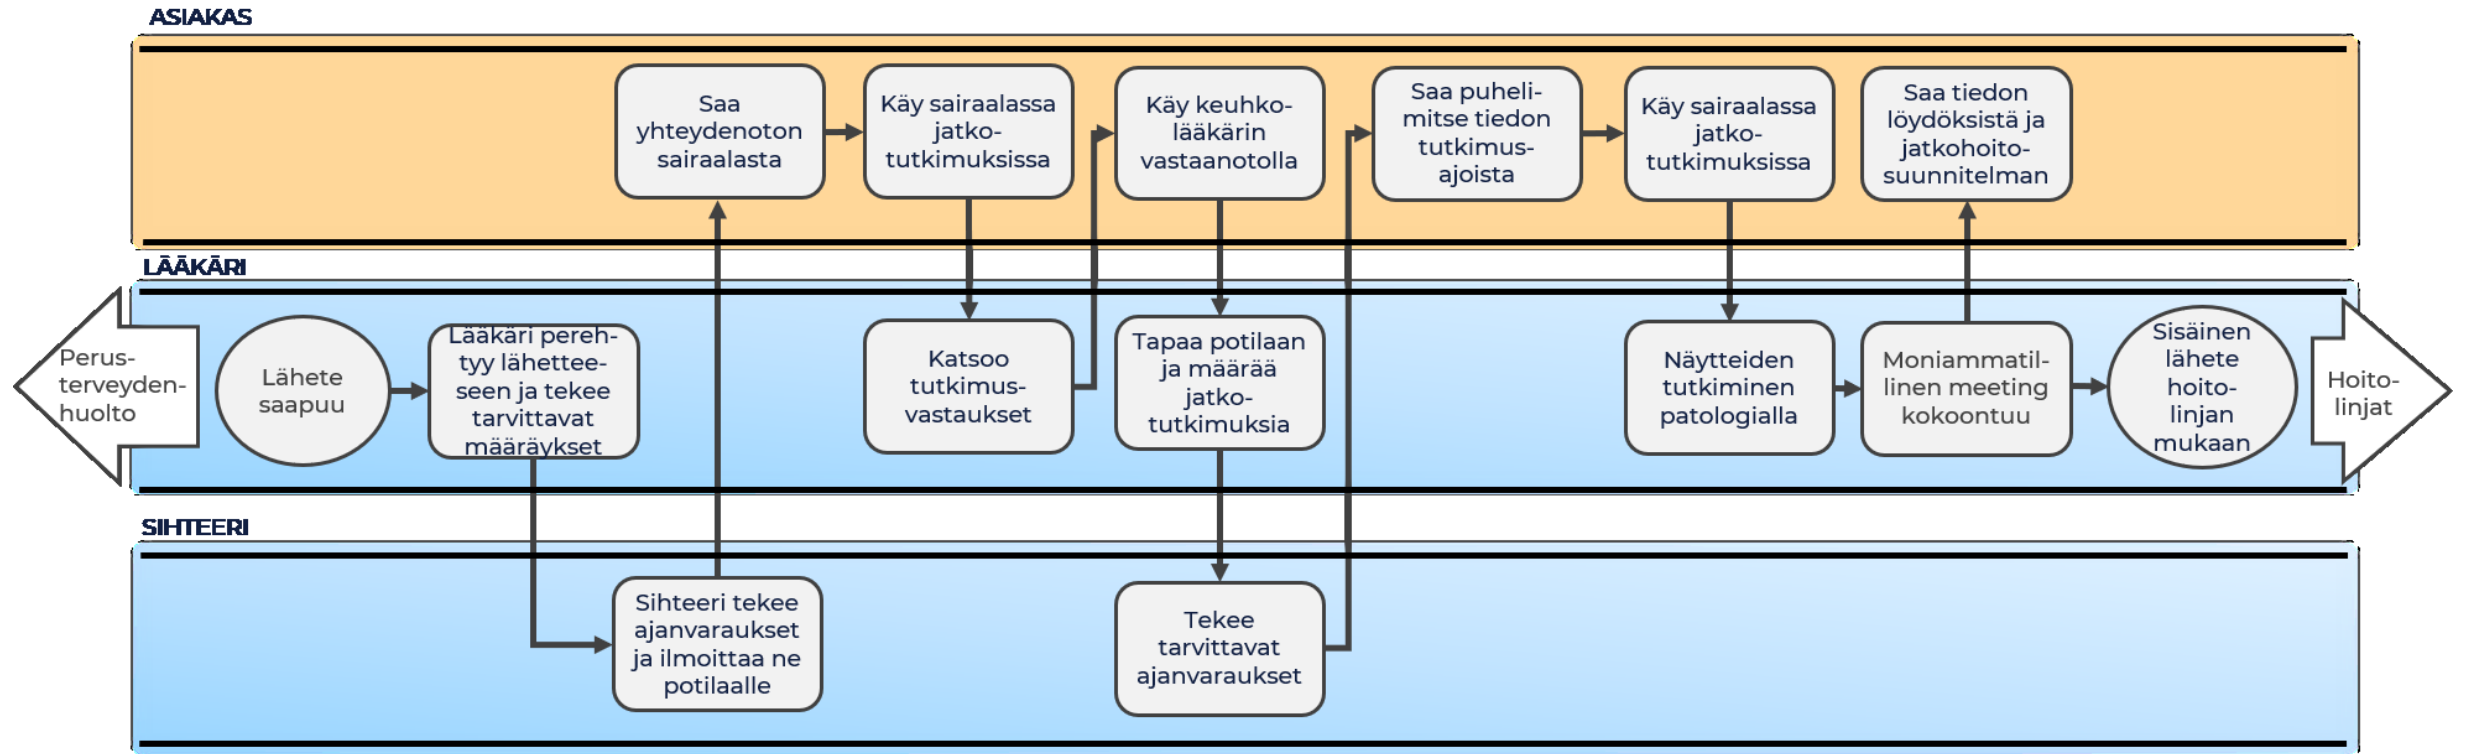 ASIAKAS
Saa
yhteydenoton
sairaalasta
Käy sairaalassa
jatko-
tutkimuksissa
Käy keuhko-
lääkärin
vastaanotolla
Saa puheli-
mitse tiedon
tutkimus-
ajoista
Käy sairaalassa
jatko-
tutkimuksissa
Saa tiedon
löydöksistä ja
jatkohoito-
suunnitelman
LÄÄKÄRI
Perus-
terveyden-
huolto
Lähete
saapuu
Lääkäri pereh-
tyy lähettee-
seen ja tekee
tarvittavat
määräykset
Katsoo
tutkimus-
vastaukset
Tapaa potilaan
ja määrää
jatko-
tutkimuksia
Näytteiden
tutkiminen
patologialla
Moniammatil-
linen meeting
kokoontuu
Sisäinen
lähete
hoito-
linjan
mukaan
Hoito-
linjat
SIHTEERI
Sihteeri tekee
ajanvaraukset
ja ilmoittaa ne
potilaalle
Tekee
tarvittavat
ajanvaraukset